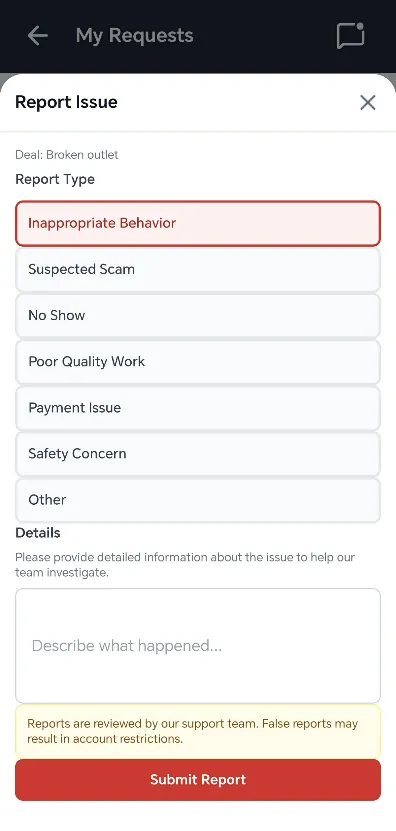 My Requests
Report Issue
Deal: Broken outlet
Report Type
Inappropriate Behavior
Suspected Scam
No Show
Poor Quality Work
Payment Issue
Safety Concern
Other
Details
Please provide detailed information about the issue to help our
team investigate.
Describe what happened...
Reports are reviewed by our support team. False reports may
result in account restrictions.
Submit Report